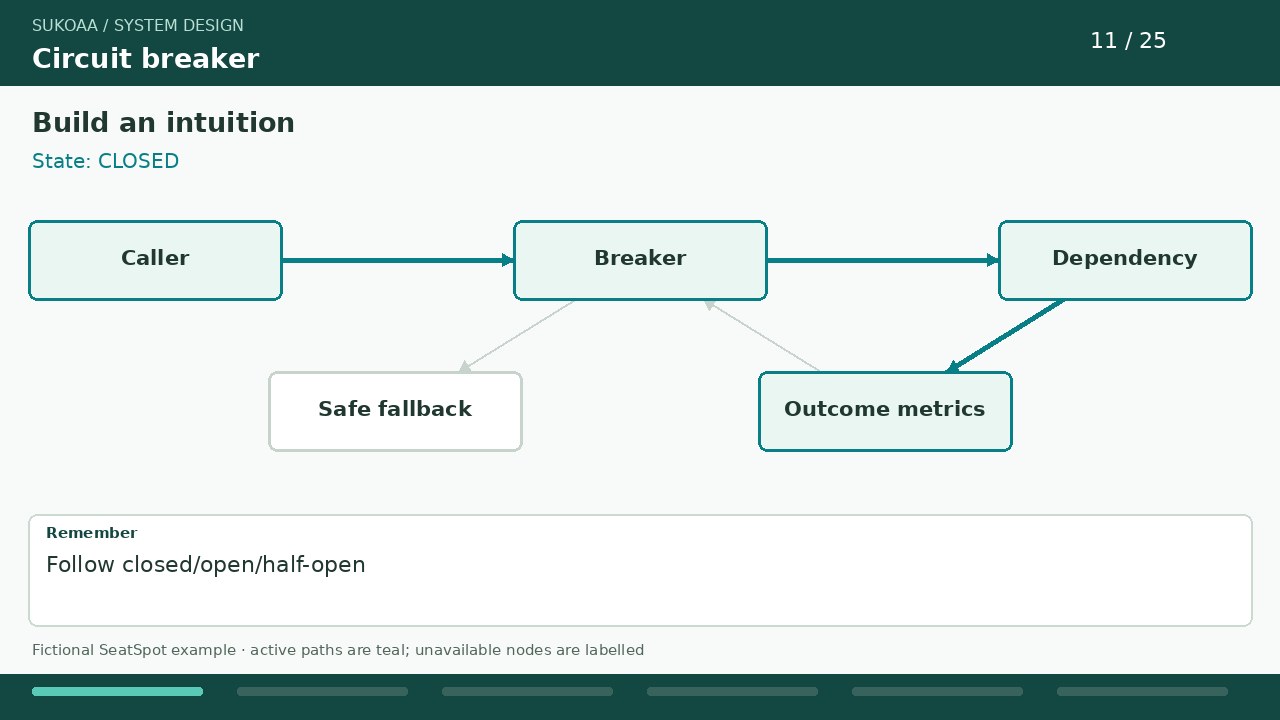 SUKOAA / SYSTEM DESIGN
Circuit breaker
11 / 25
Build an intuition
State: CLOSED
Caller
Breaker
Dependency
Safe fallback
Outcome metrics
Remember
Follow closed/open/half-open
Fictional SeatSpot example · active paths are teal; unavailable nodes are labelled